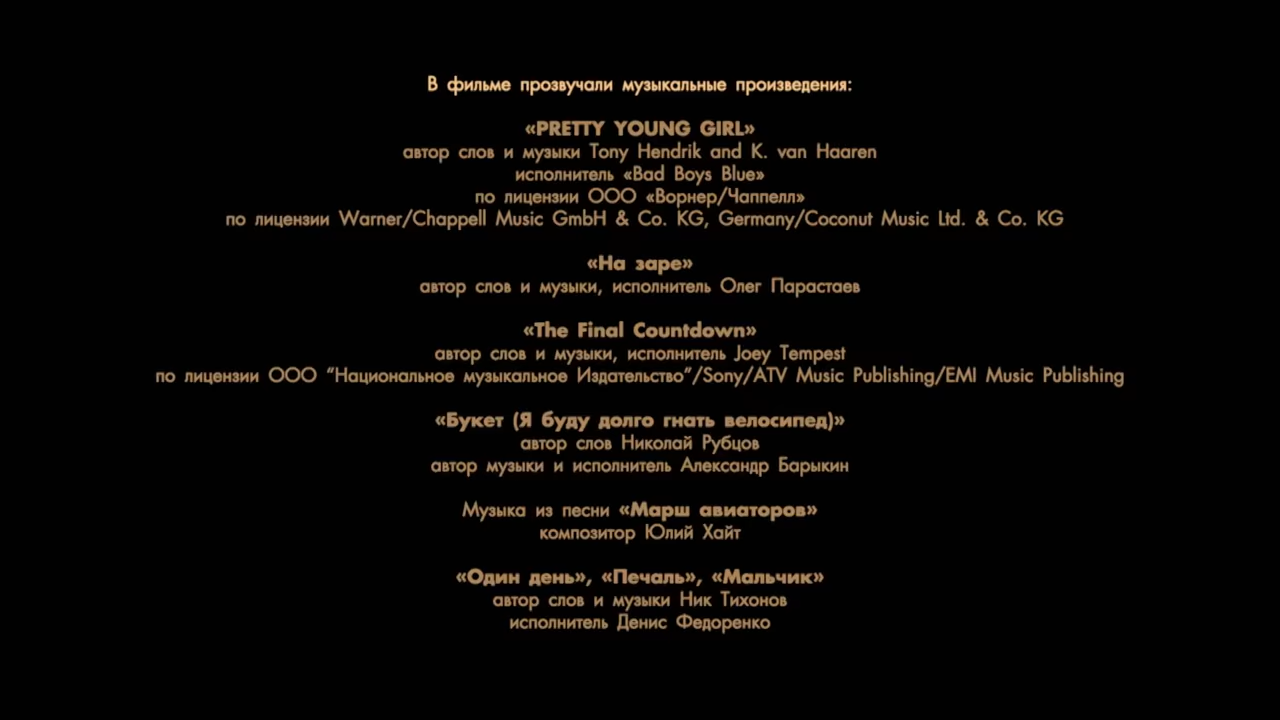 В фильме прозвучали музыкальные произведения:
«PRETTY YOUNG GIRL»
автор слов и музыки Tony Hendrik and K. van Haaren
исполнитель «Bad Boys Blue»
по лицензии ООО «Ворнер/Чаппелл»
по лицензии Warner/Chappell Music GmbH & Co. KG, Germany/Coconut Music Ltd. & Co. KG
«На заре»
автор слов и музыки, исполнитель Олег Парастаев
«The Final Countdown»
автор слов и музыки, исполнитель Joey Tempest
по лицензии ООО “Национальное музыкальное Издательство”/Sony/ATV Music Publishing/EMI Music Publishing
«Букет (Я буду долго гнать велосипед)»
автор слов Николай Рубцов
автор музыки и исполнитель Александр Барыкин
Музыка из песни «Марш авиаторов»
композитор Юлий Хайт
«Один день», «Печаль», «Мальчик»
автор слов и музыки Ник Тихонов
исполнитель Денис Федоренко